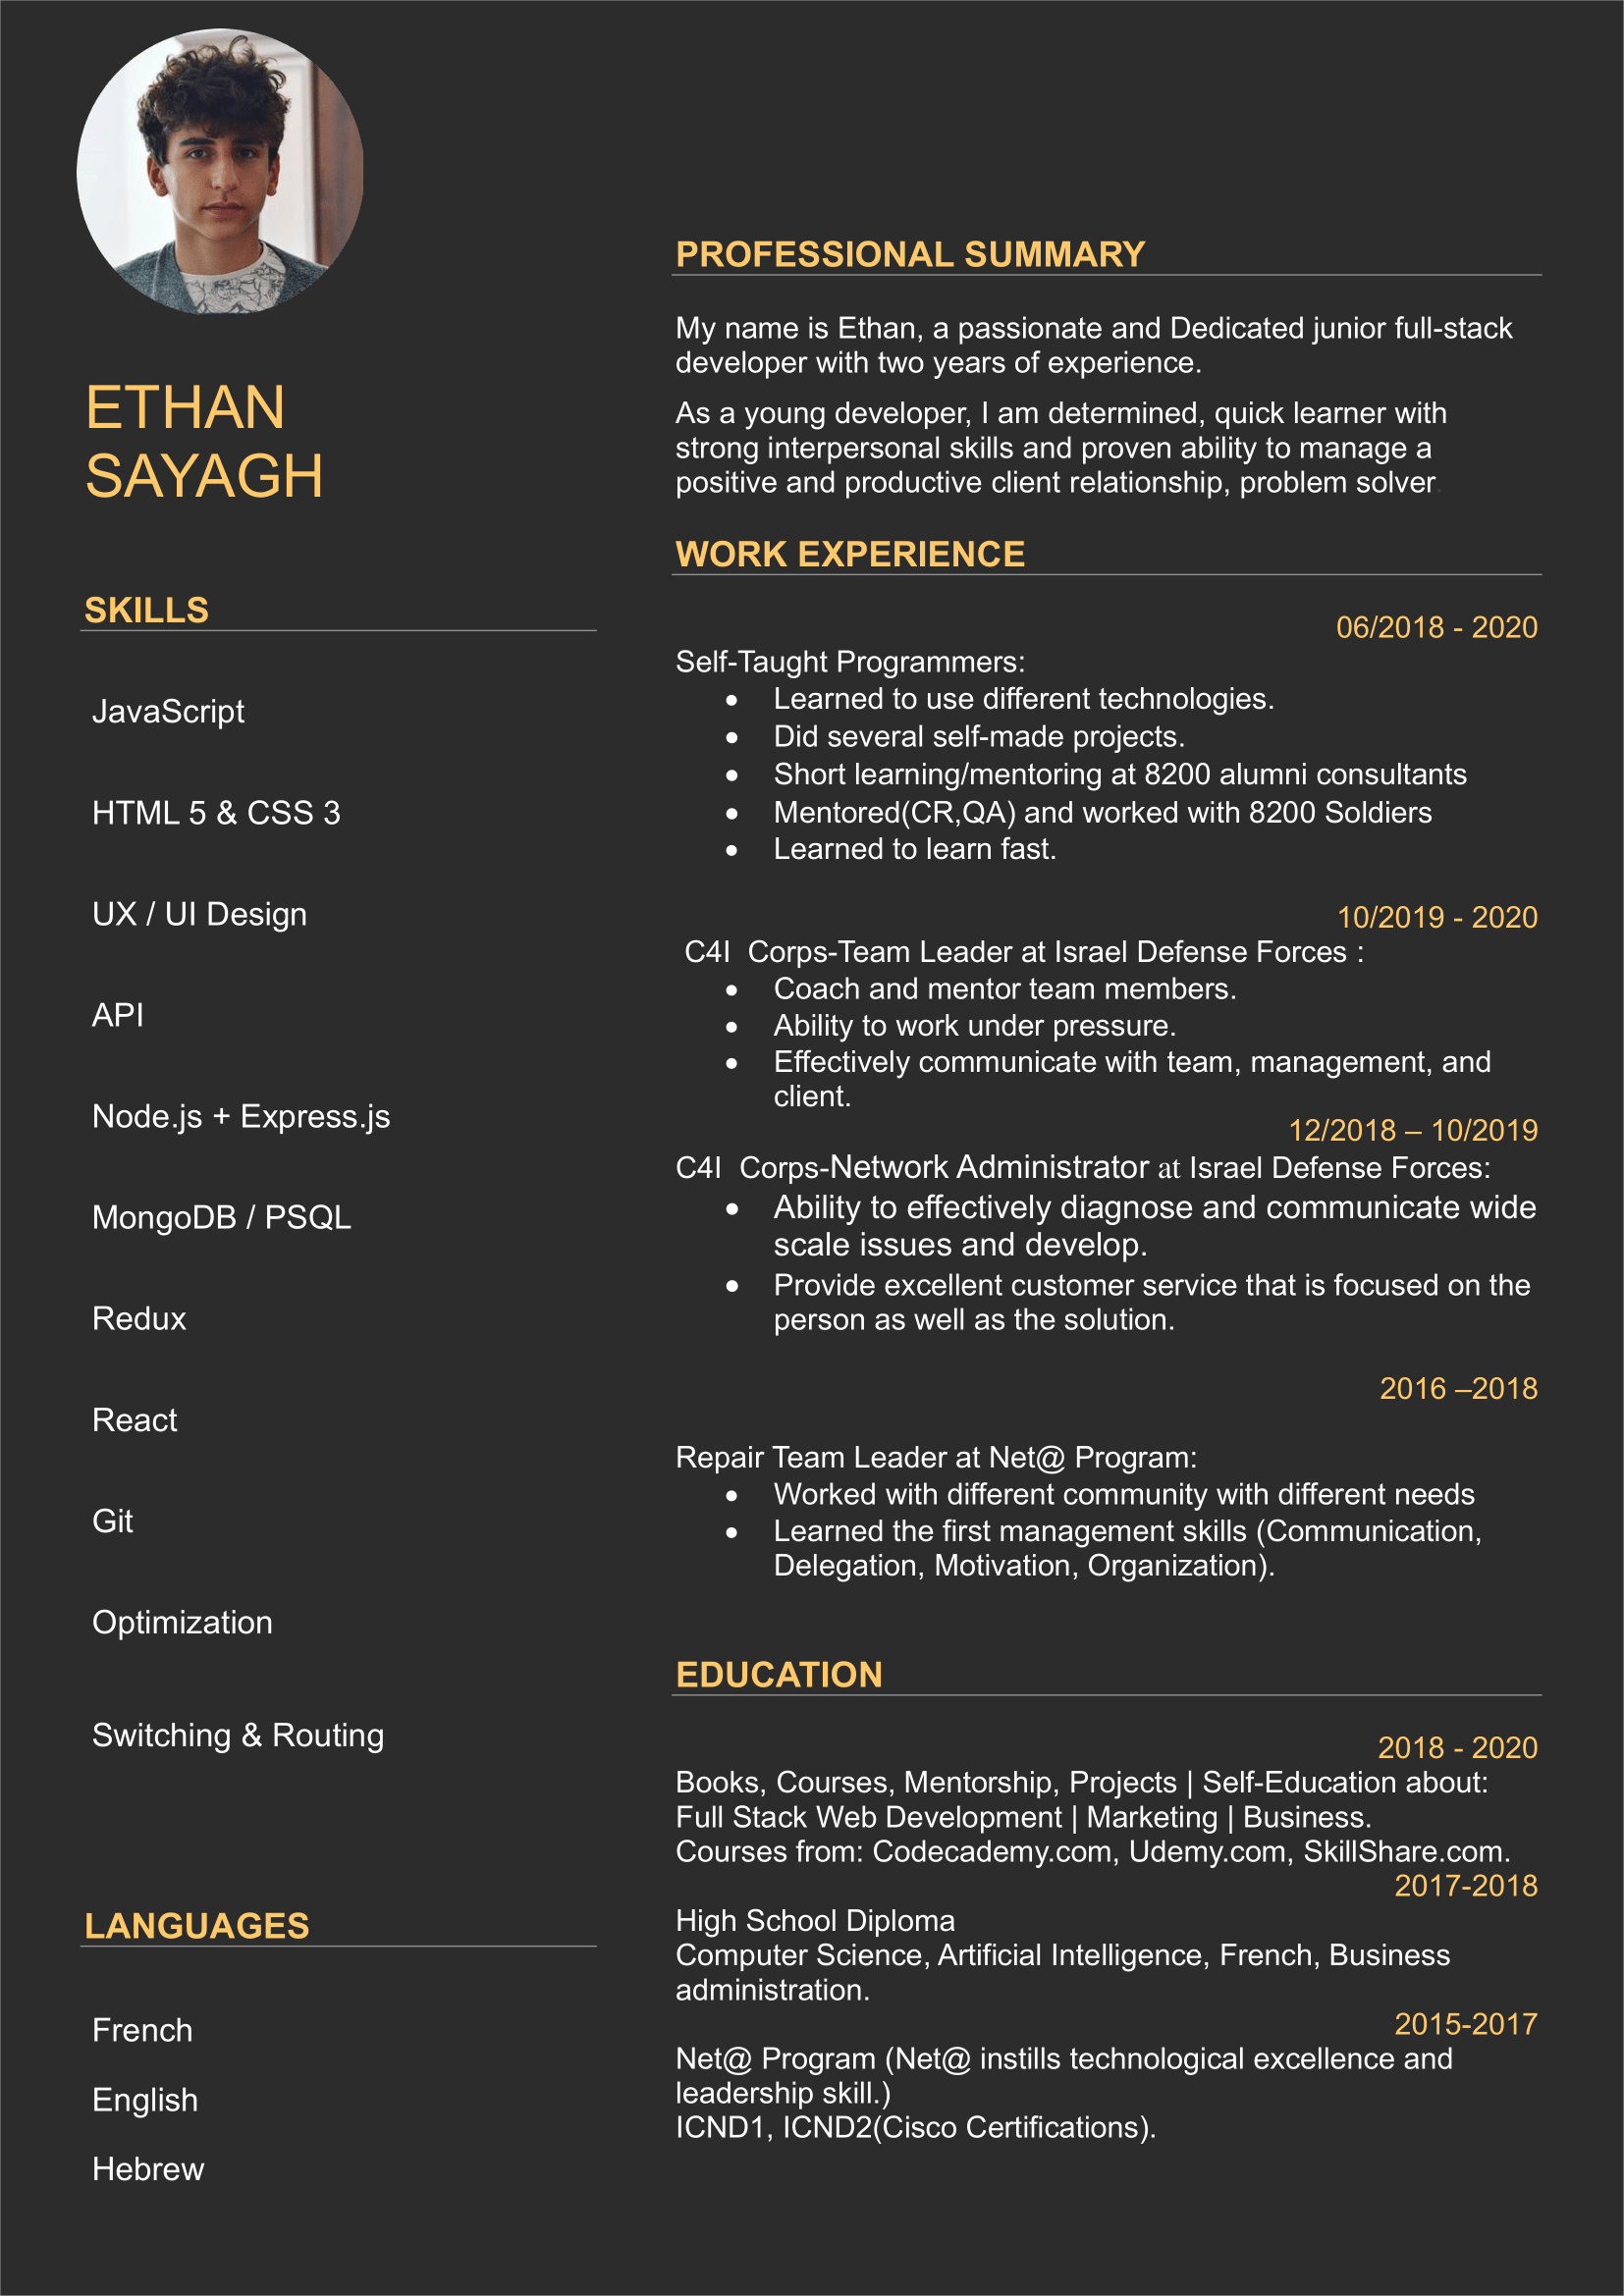 ETHAN
SAYAGH
SKILLS
JavaScript
HTML 5 & CSS 3
UX / UI Design
API
Node.js + Express.js
MongoDB / PSQL
Redux
React
Git
Optimization
Switching & Routing
LANGUAGES
French
English
Hebrew
PROFESSIONAL SUMMARY
My name is Ethan, a passionate and Dedicated junior full-stack
developer with two years of experience.
As a young developer, I am determined, quick learner with
strong interpersonal skills and proven ability to manage a
positive and productive client relationship, problem solver.
WORK EXPERIENCE
06/2018 - 2020
Self-Taught Programmers:
• Learned to use different technologies.
• Did several self-made projects.
• Short learning/mentoring at 8200 alumni consultants
• Mentored(CR,QA) and worked with 8200 Soldiers
• Learned to learn fast.
10/2019 - 2020
C4I  Corps-Team Leader at Israel Defense Forces :
• Coach and mentor team members.
• Ability to work under pressure.
• Effectively communicate with team, management, and
client.
12/2018 – 10/2019
C4I  Corps-Network Administrator at Israel Defense Forces:
• Ability to effectively diagnose and communicate wide
scale issues and develop.
• Provide excellent customer service that is focused on the
person as well as the solution.
2016 –2018
Repair Team Leader at Net@ Program:
• Worked with different community with different needs
• Learned the first management skills (Communication,
Delegation, Motivation, Organization).
EDUCATION
2018 - 2020
Books, Courses, Mentorship, Projects | Self-Education about:
Full Stack Web Development | Marketing | Business.
Courses from: Codecademy.com, Udemy.com, SkillShare.com.
2017-2018
High School Diploma
Computer Science, Artificial Intelligence, French, Business
administration.
2015-2017
Net@ Program (Net@ instills technological excellence and
leadership skill.)
ICND1, ICND2(Cisco Certifications).